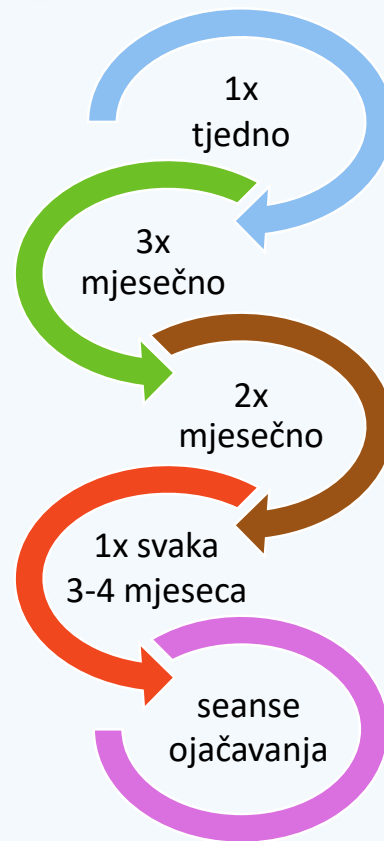 1x
tjedno
3x
mjesečno
2x
mjesečno
1x svaka
3-4 mjeseca
seanse
ojačavanja